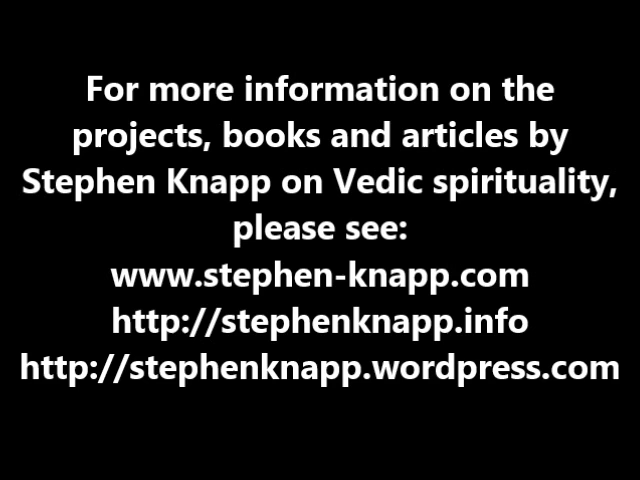 For more information on the
projects, books and articles by
Stephen Knapp on Vedic spirituality,
please see:
www.stephen-knapp.com
http://stephenknapp.info
http://stephenknapp.wordpress.com